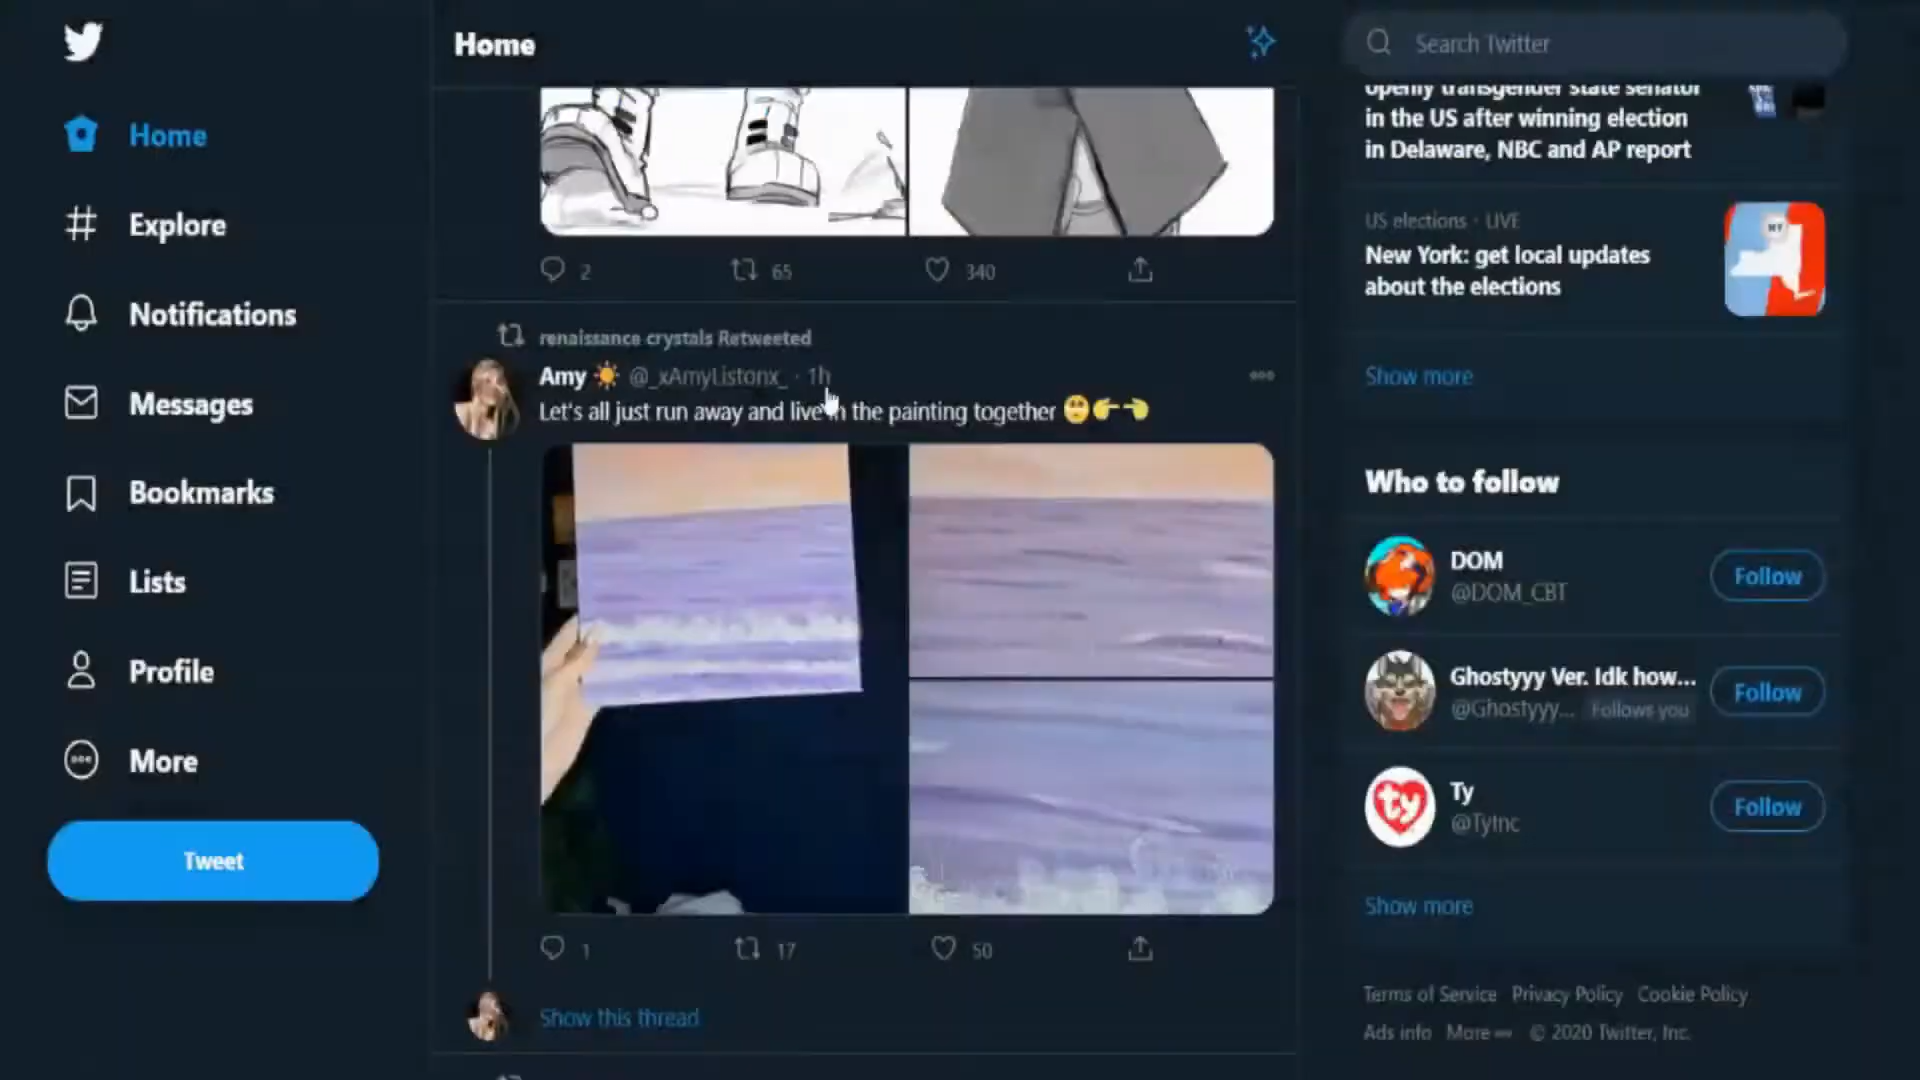 Home
Explore
Notifications
Messages
Bookmarks
Lists
Profile
More
Tweet
Home
2
65
340
renaissance crystals Retweeted
Amy @_xAmyListonx_ · 1h
Let's all just run away and live in the painting together
1
17
50
Show this thread
Search Twitter
openly transgender state senator
in the US after winning election
in Delaware, NBC and AP report
US elections · LIVE
New York: get local updates
about the elections
NY
Show more
Who to follow
DOM
@DOM_CBT
Follow
Ghostyyy Ver. Idk how...
@Ghostyyy... Follows you
Follow
ty
Ty
@TyInc
Follow
Show more
Terms of Service Privacy Policy Cookie Policy
Ads info More © 2020 Twitter, Inc.